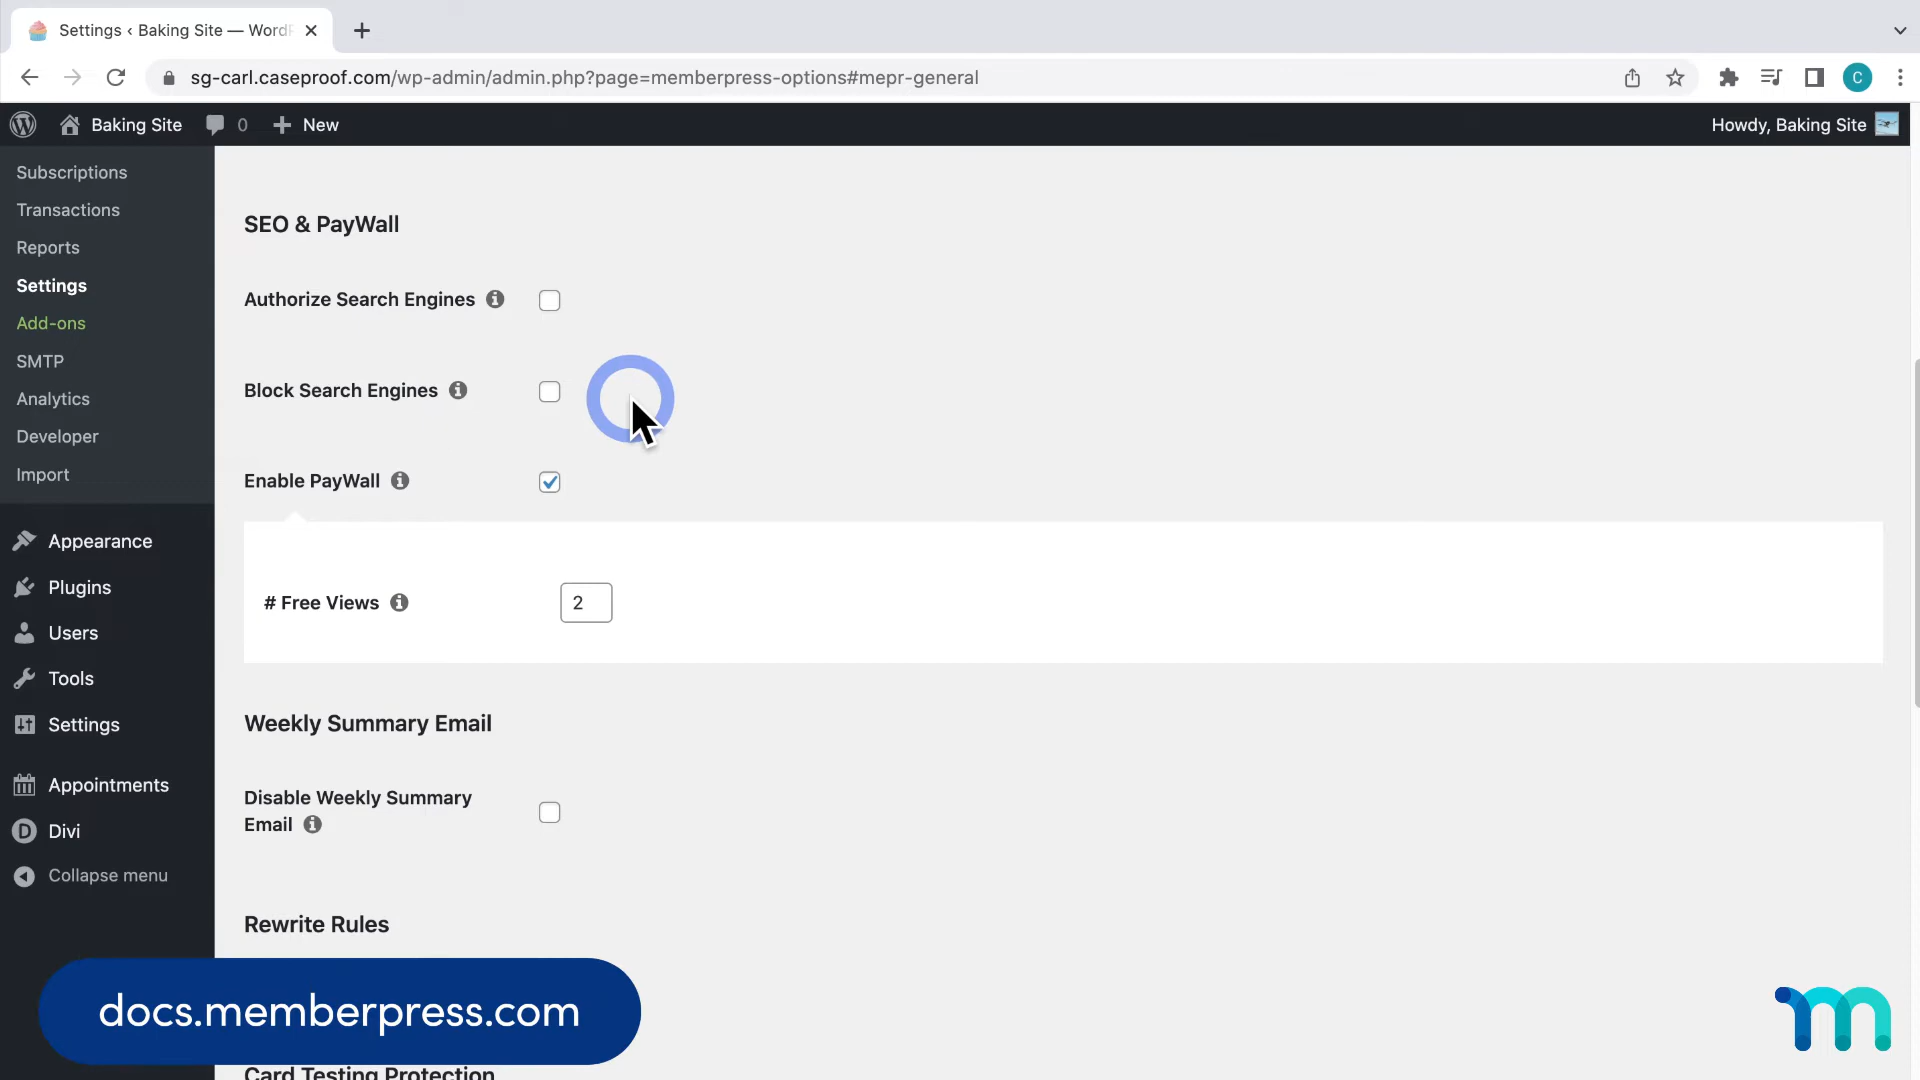 Settings ‹ Baking Site — WordP
sg-carl.caseproof.com/wp-admin/admin.php?page=memberpress-options#mepr-general
C
Baking Site
0
New
Howdy, Baking Site
Subscriptions
Transactions
Reports
Settings
Add-ons
SMTP
Analytics
Developer
Import
Appearance
Plugins
Users
Tools
Settings
Appointments
D Divi
Collapse menu
SEO & PayWall
Authorize Search Engines
Block Search Engines
Enable PayWall
# Free Views
2
Weekly Summary Email
Disable Weekly Summary
Email
Rewrite Rules
Card Testing Protection
docs.memberpress.com
m